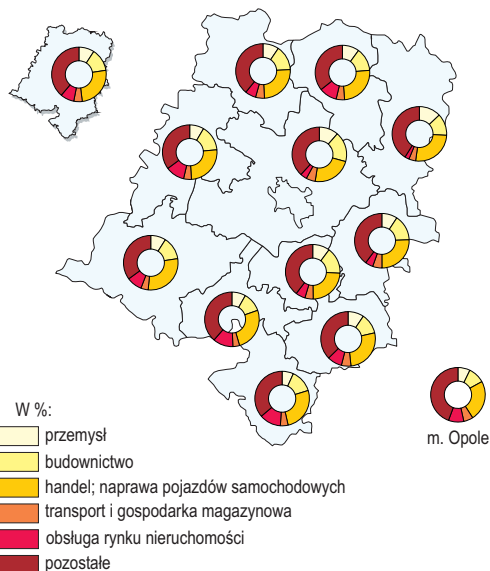 m. Opole
W %:
przemysł
budownictwo
handel; naprawa pojazdów samochodowych
transport i gospodarka magazynowa
obsługa rynku nieruchomości
pozostałe